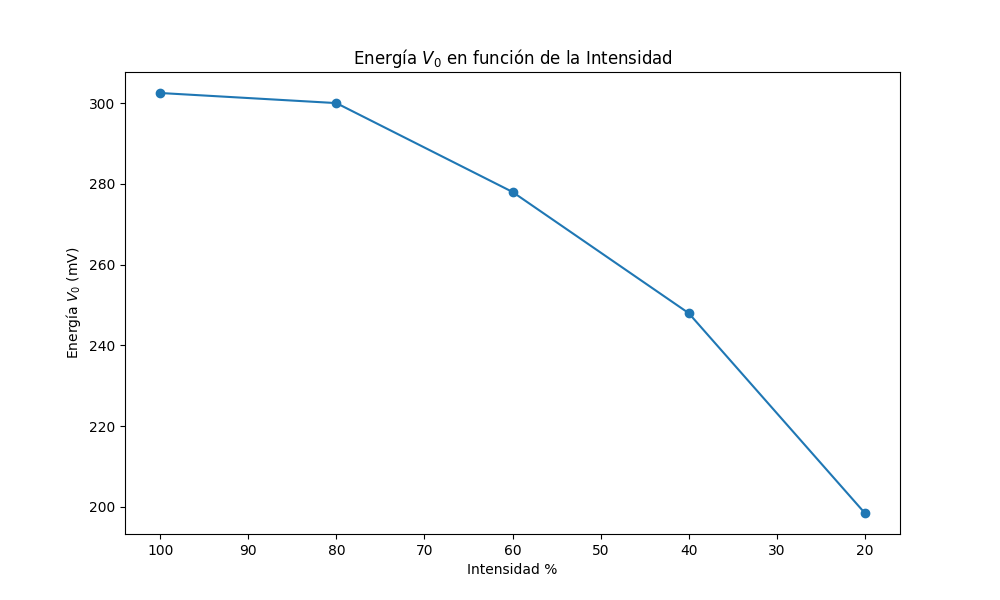 Energía V₀ en función de la Intensidad
Energía V₀ (mV)
300
280
260
240
220
200
100 90 80 70 60 50 40 30 20
Intensidad %